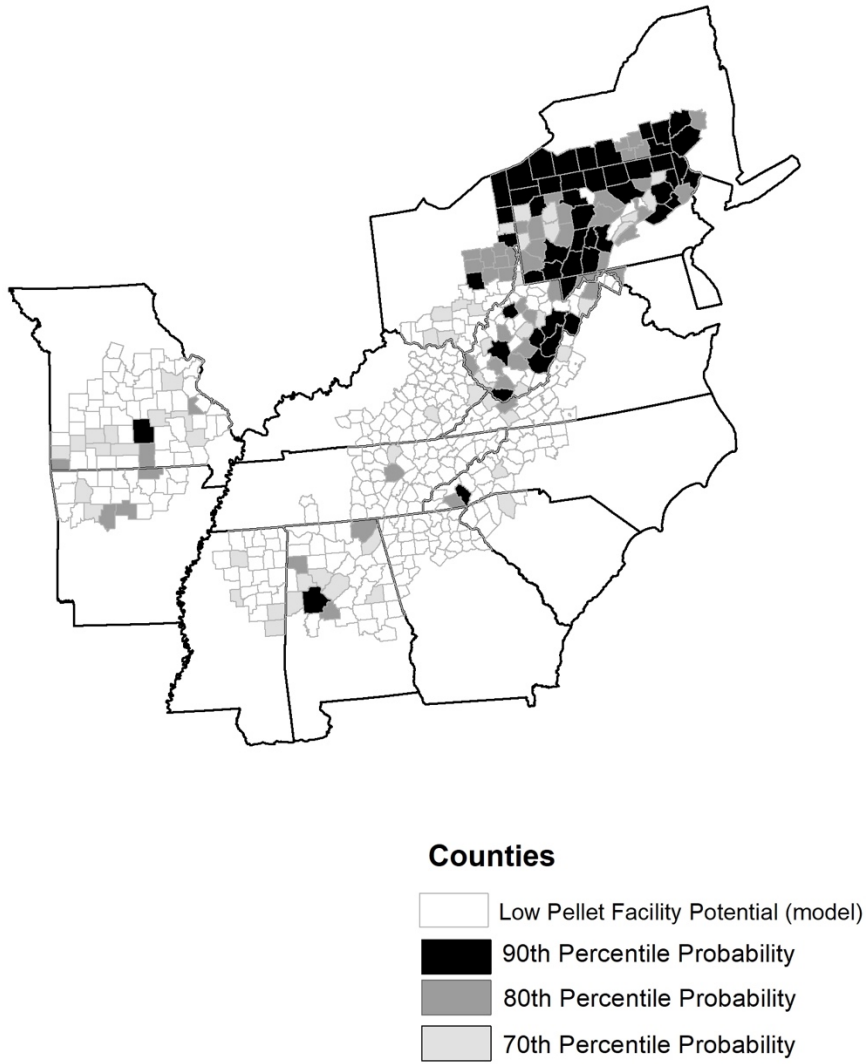 Counties
Low Pellet Facility Potential (model)
90th Percentile Probability
80th Percentile Probability
70th Percentile Probability